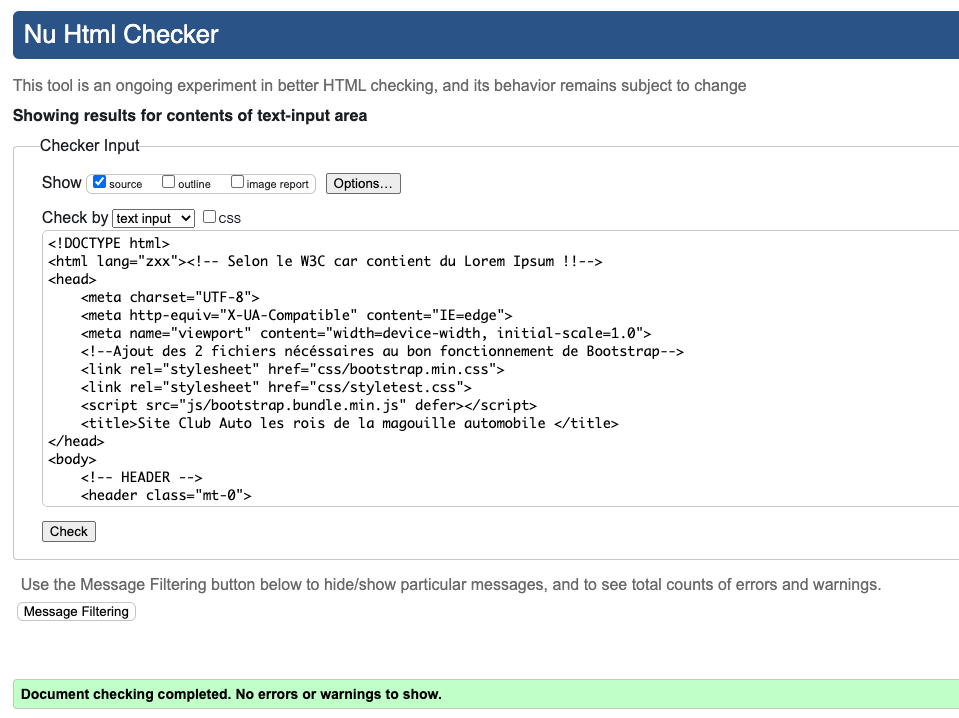 Nu Html Checker
This tool is an ongoing experiment in better HTML checking, and its behavior remains subject to change
Showing results for contents of text-input area
Checker Input
Show source outline image report Options...
Check by text input CSS
<!DOCTYPE html>
<html lang="zxx"><!-- Selon le W3C car contient du Lorem Ipsum !!-->
<head>
    <meta charset="UTF-8">
    <meta http-equiv="X-UA-Compatible" content="IE=edge">
    <meta name="viewport" content="width=device-width, initial-scale=1.0">
    <!--Ajout des 2 fichiers nécéssaires au bon fonctionnement de Bootstrap-->
    <link rel="stylesheet" href="css/bootstrap.min.css">
    <link rel="stylesheet" href="css/styletest.css">
    <script src="js/bootstrap.bundle.min.js" defer></script>
    <title>Site Club Auto les rois de la magouille automobile </title>
</head>
<body>
    <!-- HEADER -->
    <header class="mt-0">
Check
Use the Message Filtering button below to hide/show particular messages, and to see total counts of errors and warnings.
Message Filtering
Document checking completed. No errors or warnings to show.